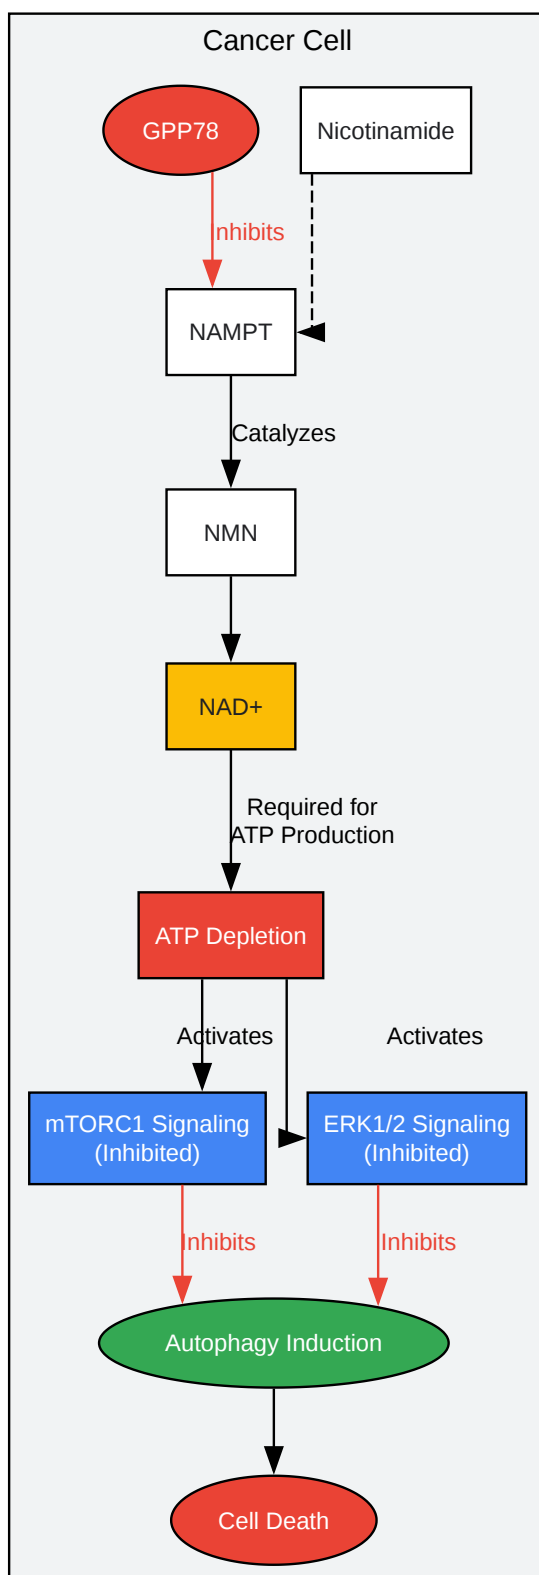 Cancer Cell
GPP78
Nicotinamide
Inhibits
NAMPT
Catalyzes
NMN
NAD+
Required for
ATP Production
ATP Depletion
Activates
Activates
mTORC1 Signaling
(Inhibited)
ERK1/2 Signaling
(Inhibited)
Inhibits
Inhibits
Autophagy Induction
Cell Death